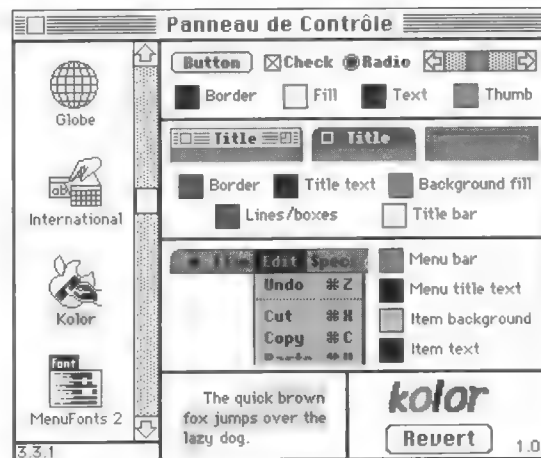 Panneau de Contrôle
Globe
aB
International
Kolor
Font
MenuFonts 2
3.3.1
Button Check Radio
Border Fill Text Thumb
Title Title
Border Title text Background fill
Lines/boxes Title bar
Edit
Undo ⌘Z
Cut ⌘X
Copy ⌘C
Menu bar
Menu title text
Item background
Item text
The quick brown
fox jumps over the
lazy dog.
kolor
Revert
1.0